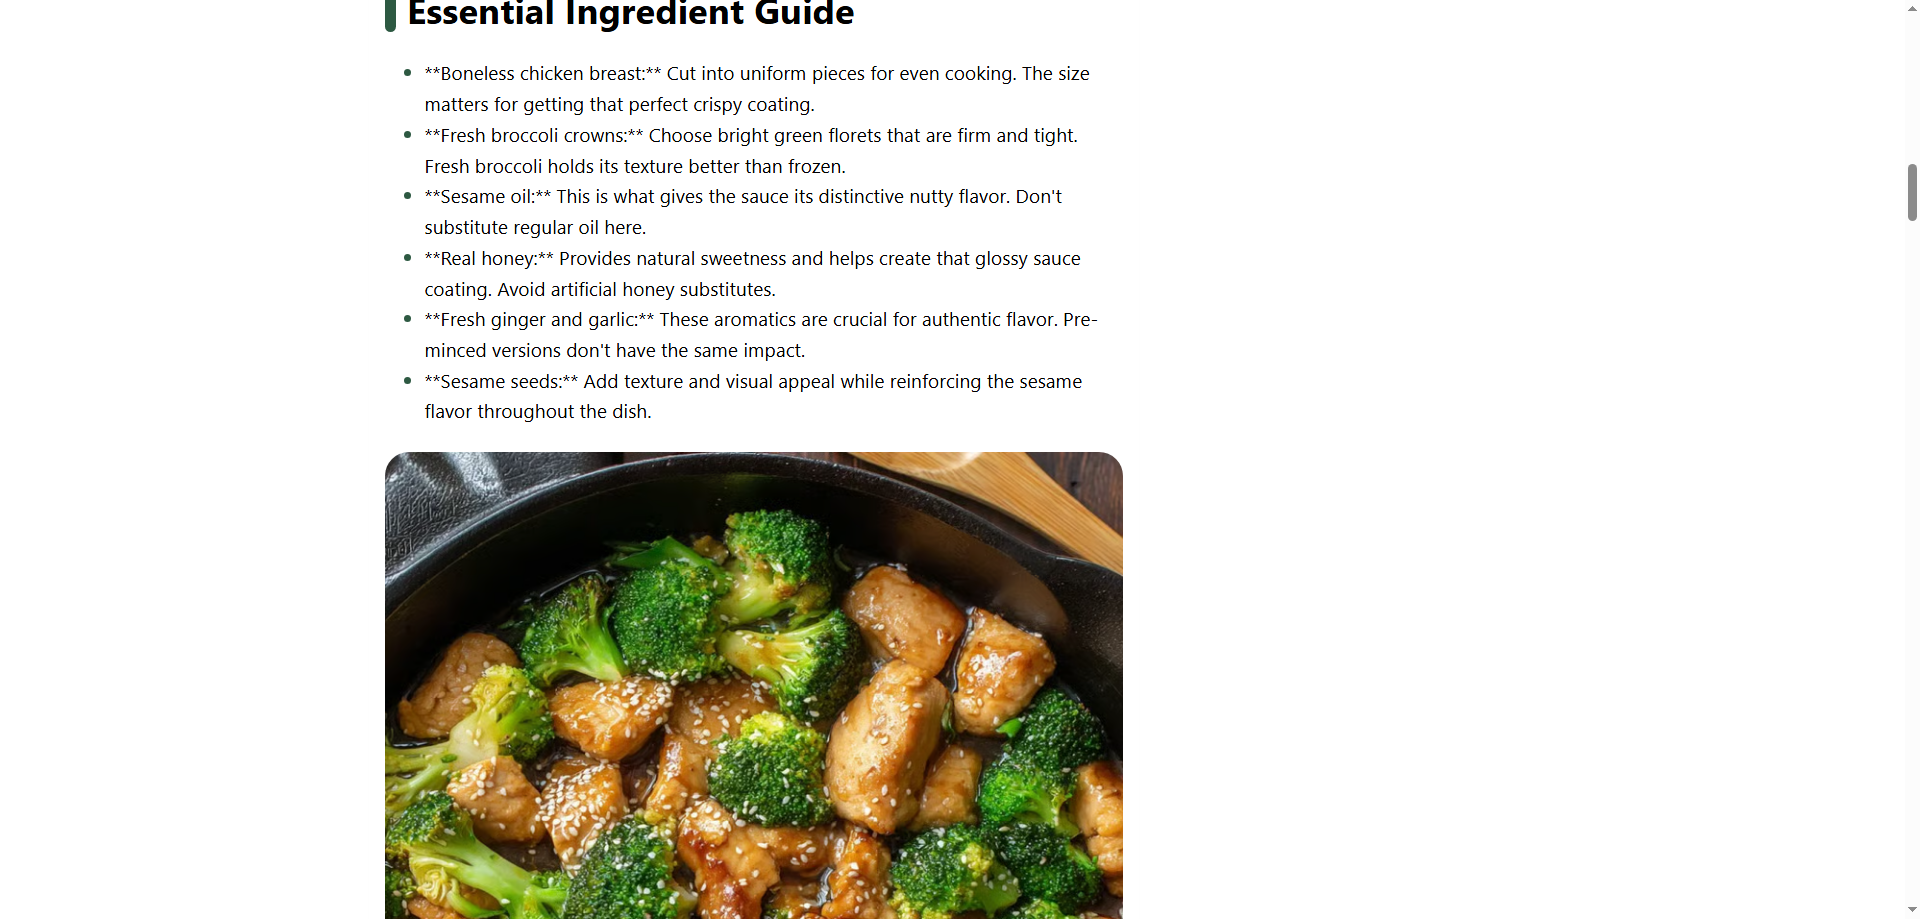 Essential Ingredient Guide
**Boneless chicken breast:** Cut into uniform pieces for even cooking. The size
matters for getting that perfect crispy coating.
**Fresh broccoli crowns:** Choose bright green florets that are firm and tight.
Fresh broccoli holds its texture better than frozen.
**Sesame oil:** This is what gives the sauce its distinctive nutty flavor. Don't
substitute regular oil here.
**Real honey:** Provides natural sweetness and helps create that glossy sauce
coating. Avoid artificial honey substitutes.
**Fresh ginger and garlic:** These aromatics are crucial for authentic flavor. Pre-
minced versions don't have the same impact.
**Sesame seeds:** Add texture and visual appeal while reinforcing the sesame
flavor throughout the dish.